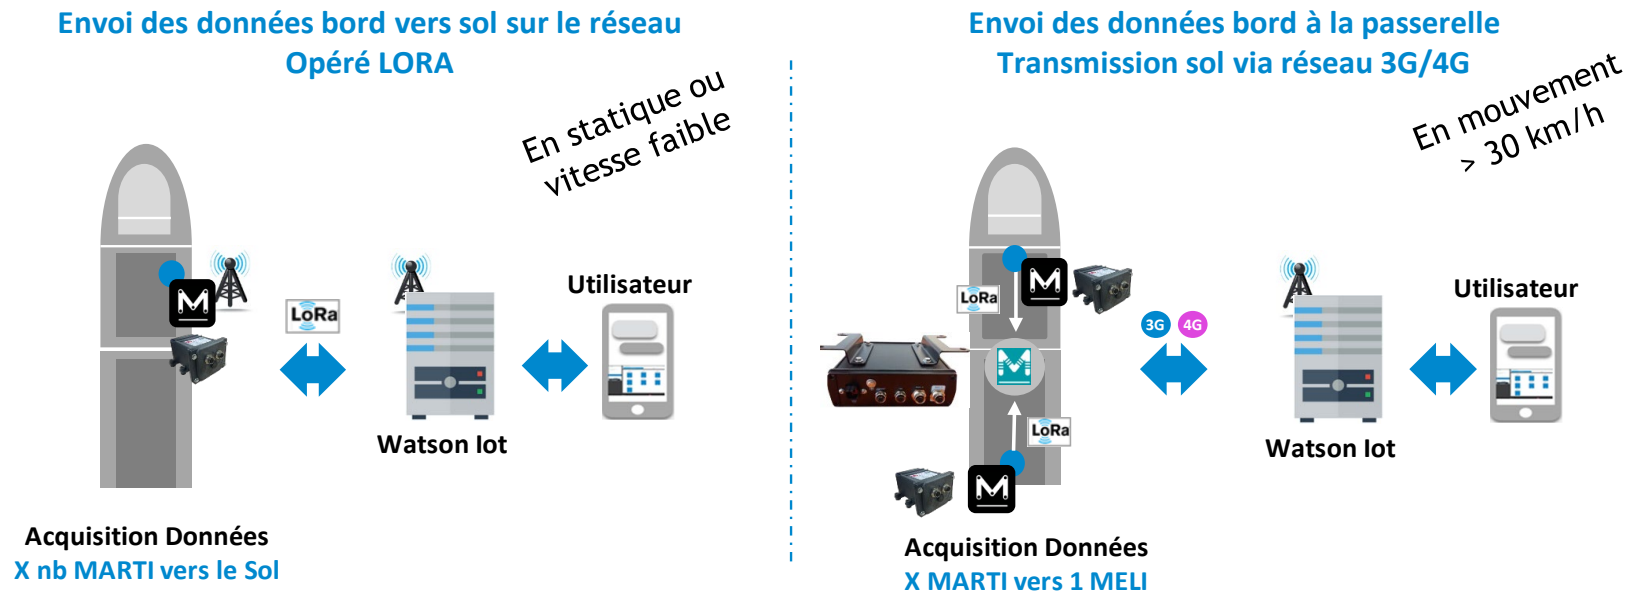 Envoi des données bord vers sol sur le réseau
Opéré LORA
En statique ou
vitesse faible
LoRa
Utilisateur
Watson Iot
Acquisition Données
X nb MARTI vers le Sol
Envoi des données bord à la passerelle
Transmission sol via réseau 3G/4G
En mouvement
> 30 km/h
LoRa
3G 4G
Utilisateur
LoRa
Watson Iot
Acquisition Données
X MARTI vers 1 MELI